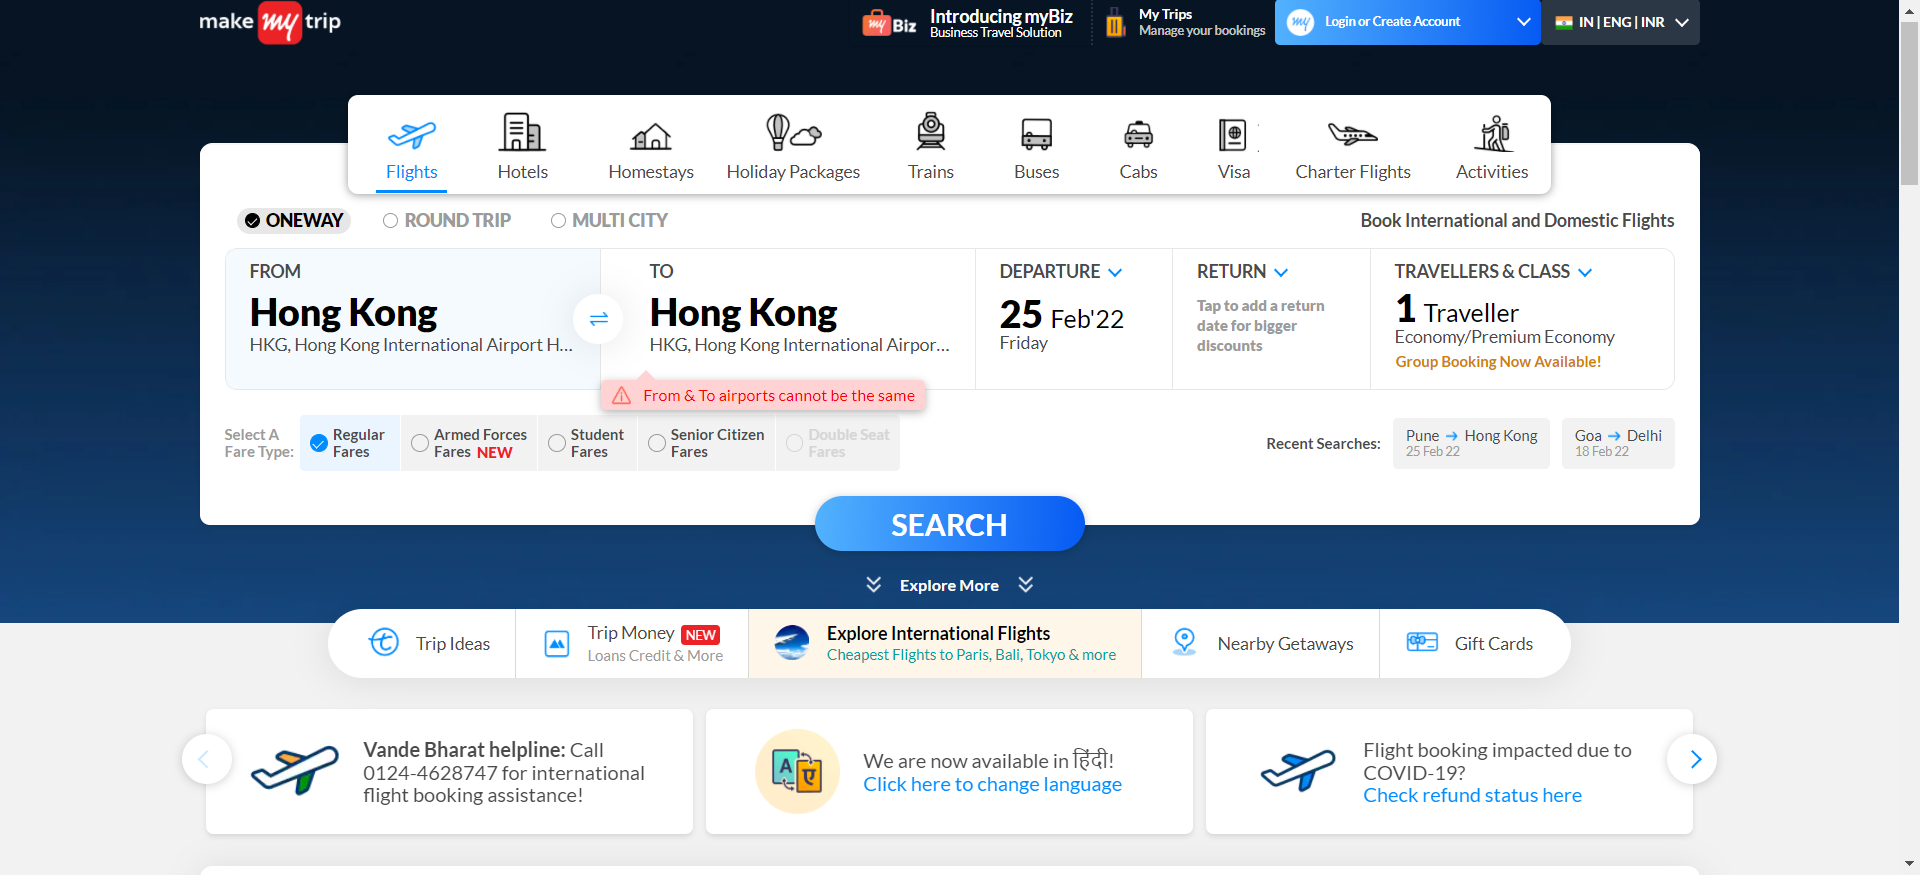 make my trip
myBiz
Introducing myBiz
Business Travel Solution
My Trips
Manage your bookings
my
Login or Create Account
IN | ENG | INR
Flights
Hotels
Homestays
Holiday Packages
Trains
Buses
Cabs
Visa
Charter Flights
Activities
ONEWAY
ROUND TRIP
MULTI CITY
Book International and Domestic Flights
FROM
Hong Kong
HKG, Hong Kong International Airport H...
TO
Hong Kong
HKG, Hong Kong International Airpor...
From & To airports cannot be the same
DEPARTURE
25 Feb'22
Friday
RETURN
Tap to add a return
date for bigger
discounts
TRAVELLERS & CLASS
1 Traveller
Economy/Premium Economy
Group Booking Now Available!
Select A
Fare Type:
Regular
Fares
Armed Forces
Fares NEW
Student
Fares
Senior Citizen
Fares
Double Seat
Fares
Recent Searches:
Pune → Hong Kong
25 Feb 22
Goa → Delhi
18 Feb 22
SEARCH
Explore More
Trip Ideas
Trip Money NEW
Loans Credit & More
Explore International Flights
Cheapest Flights to Paris, Bali, Tokyo & more
Nearby Getaways
Gift Cards
Vande Bharat helpline: Call
0124-4628747 for international
flight booking assistance!
A ए
We are now available in हिंदी!
Click here to change language
Flight booking impacted due to
COVID-19?
Check refund status here